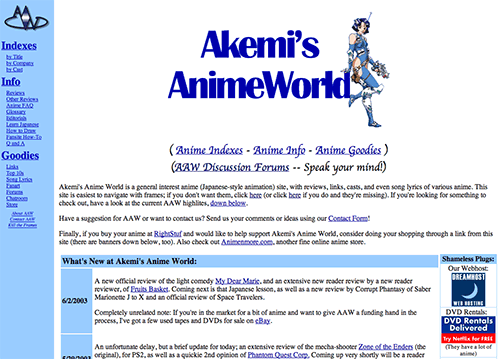 AAW
Indexes
by Title
by Company
by Cast
Info
Reviews
Other Reviews
Anime FAQ
Glossary
Editorials
Learn Japanese
How to Draw
Fansite How-To
Q and A
Goodies
Links
Top 10s
Song Lyrics
Fanart
Forums
Chatroom
Store
About AAW
Contact AAW
Kill the Frames
Akemi's
AnimeWorld
( Anime Indexes - Anime Info - Anime Goodies )
(AAW Discussion Forums -- Speak your mind!)
Akemi's Anime World is a general interest anime (Japanese-style animation) site, with reviews, links, casts, and even song lyrics of various anime. This
site is easiest to navigate with frames; if you don't want them, click here (or click here if you do and they're missing). If you're looking for something to
check out, have a look at the current AAW highlites, down below.
Have a suggestion for AAW or want to contact us? Send us your comments or ideas using our Contact Form!
Finally, if you buy your anime at RightStuf and would like to help support Akemi's Anime World, consider doing your shopping through a link from this
site (there are banners down below, too). Also check out Animenmore.com, another fine online store.
What's New at Akemi's Anime World:
6/2/2003
A new official review of the light comedy My Dear Marie, and an extensive new reader review by a new reader
reviewer, of Fruits Basket. Coming next is that Japanese lesson, as well as a new review by Corrupt Phantasy of Saber
Marionette J to X and an official review of Space Travelers.
Completely unrelated note: If you're in the market for a bit of anime and want to give AAW a funding hand in the
process, I've got a few used tapes and DVDs for sale on eBay.
5/29/2003
An unfortunate delay, but a brief update for today; an extensive review of the mecha-shooter Zone of the Enders (the
original), for PS2, as well as a quickie 2nd opinion of Phantom Quest Corp. Coming up very shortly will be a reader
Shameless Plugs:
Our Webhost:
DREAMHOST
WEB HOSTING
DVD Rentals:
DVD Rentals
Delivered
Try Netflix for FREE
(They have a lot of
anime)